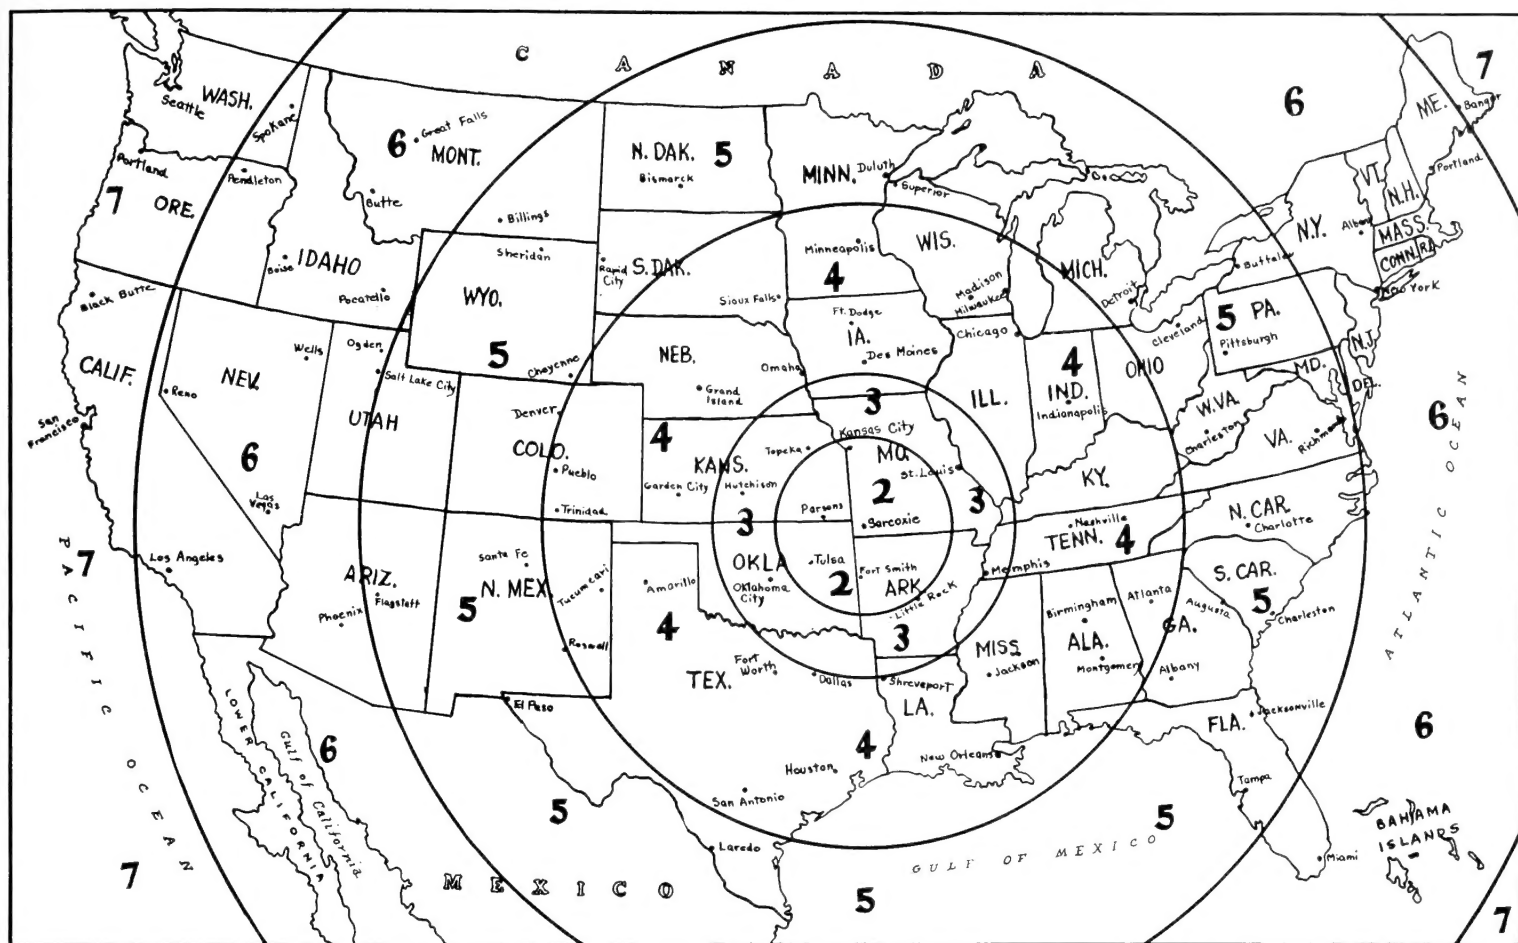 C A N A D A
7
6
ME.
Bangor
WASH.
Seattle
Spokane
6
Great Falls
MONT.
N. DAK.
5
Bismarck
MINN.
Duluth
Superior
VT.
N.H.
Portland
Portland
Pendleton
7
ORE.
Butte
Billings
N.Y.
Albany
MASS.
CONN.
R.I.
Sheridan
Minneapolis
WIS.
Boise
IDAHO
Rapid
City
S. DAK.
4
MICH.
Buffalo
Black Butte
Pocatello
WYO.
Sioux Falls
Madison
Milwaukee
Detroit
New York
Ft. Dodge
IA.
Chicago
Cleveland
5
PA.
Pittsburgh
N.J.
Wells
Ogden
5
NEB.
Des Moines
4
OHIO
CALIF.
NEV.
Salt Lake City
Cheyenne
Omaha
IND.
MD.
DEL.
Reno
Grand
Island
3
ILL.
Indianapolis
W.VA.
San
Francisco
UTAH
Denver
4
Kansas City
Charleston
VA.
Richmond
6
COLO.
Topeka
MO.
6
Pueblo
KANS.
St. Louis
KY.
Las
Vegas
Garden City
Hutchison
2
Trinidad
3
Parsons
Sarcoxie
3
Nashville
N. CAR.
Charlotte
7
Los Angeles
Santa Fe
OKLA
Tulsa
Fort Smith
TENN.
4
Memphis
ARIZ.
N. MEX.
Tucumcari
Amarillo
Oklahoma
City
2
ARK.
S. CAR.
Phoenix
Flagstaff
5
Little Rock
Birmingham
Atlanta
Augusta
5
Charleston
4
3
GA.
Roswell
MISS.
ALA.
TEX.
Fort
Worth
Dallas
Jackson
Montgomery
Albany
Shreveport
El Paso
LA.
FLA.
Jacksonville
6
6
4
New Orleans
Houston
Tampa
5
San Antonio
5
BAHAMA
ISLANDS
Laredo
Miami
7
M E X I C O
5
7
PACIFIC OCEAN
LOWER CALIFORNIA
Gulf of California
GULF OF MEXICO
ATLANTIC OCEAN